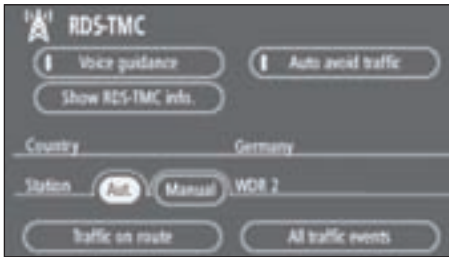 RDS-TMC
Voice guidance Auto avoid traffic
Show RDS-TMC info.
Country Germany
Station Aut. Manual WDR 2
Traffic on route All traffic events